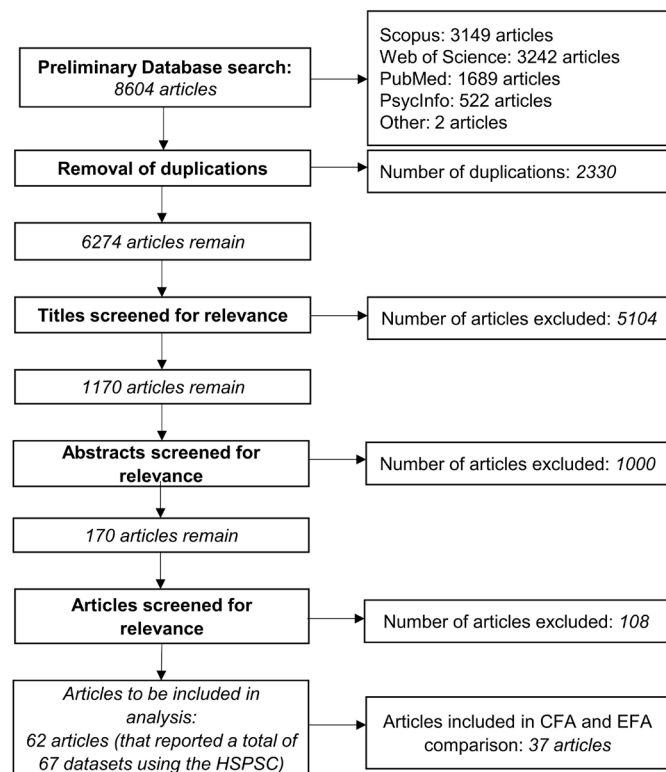 Preliminary Database search:
8604 articles
Scopus: 3149 articles
Web of Science: 3242 articles
PubMed: 1689 articles
PsycInfo: 522 articles
Other: 2 articles
Removal of duplications
Number of duplications: 2330
6274 articles remain
Titles screened for relevance
Number of articles excluded: 5104
1170 articles remain
Abstracts screened for
relevance
Number of articles excluded: 1000
170 articles remain
Articles screened for
relevance
Number of articles excluded: 108
Articles to be included in
analysis:
62 articles (that reported a total of
67 datasets using the HSPSC)
Articles included in CFA and EFA
comparison: 37 articles